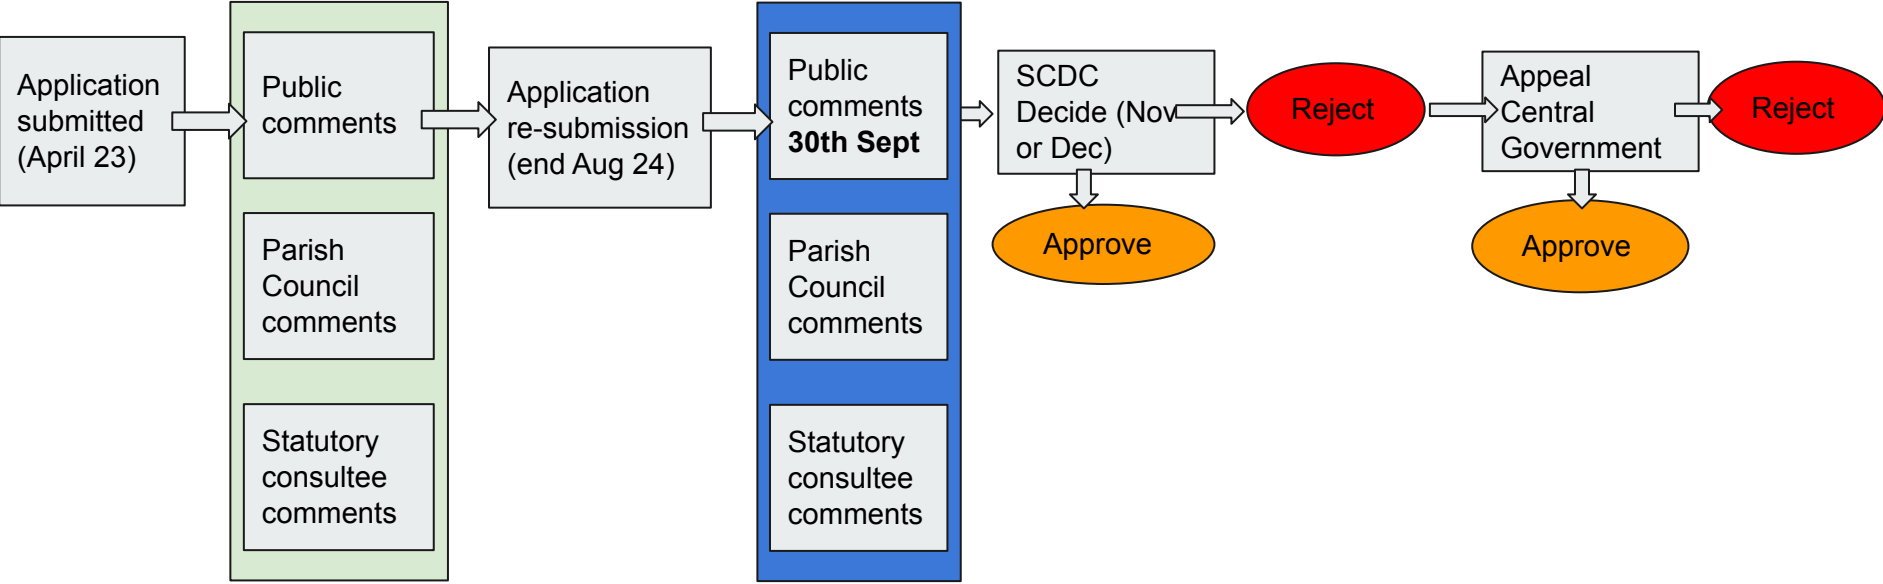 Application
submitted
(April 23)
Public
comments
Parish
Council
comments
Statutory
consultee
comments
Application
re-submission
(end Aug 24)
Public
comments
30th Sept
Parish
Council
comments
Statutory
consultee
comments
SCDC
Decide (Nov
or Dec)
Approve
Reject
Appeal
Central
Government
Approve
Reject